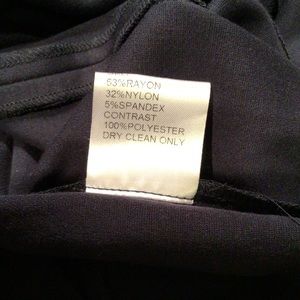 63%RAYON
32%NYLON
5%SPANDEX
CONTRAST
100%POLYESTER
DRY CLEAN ONLY